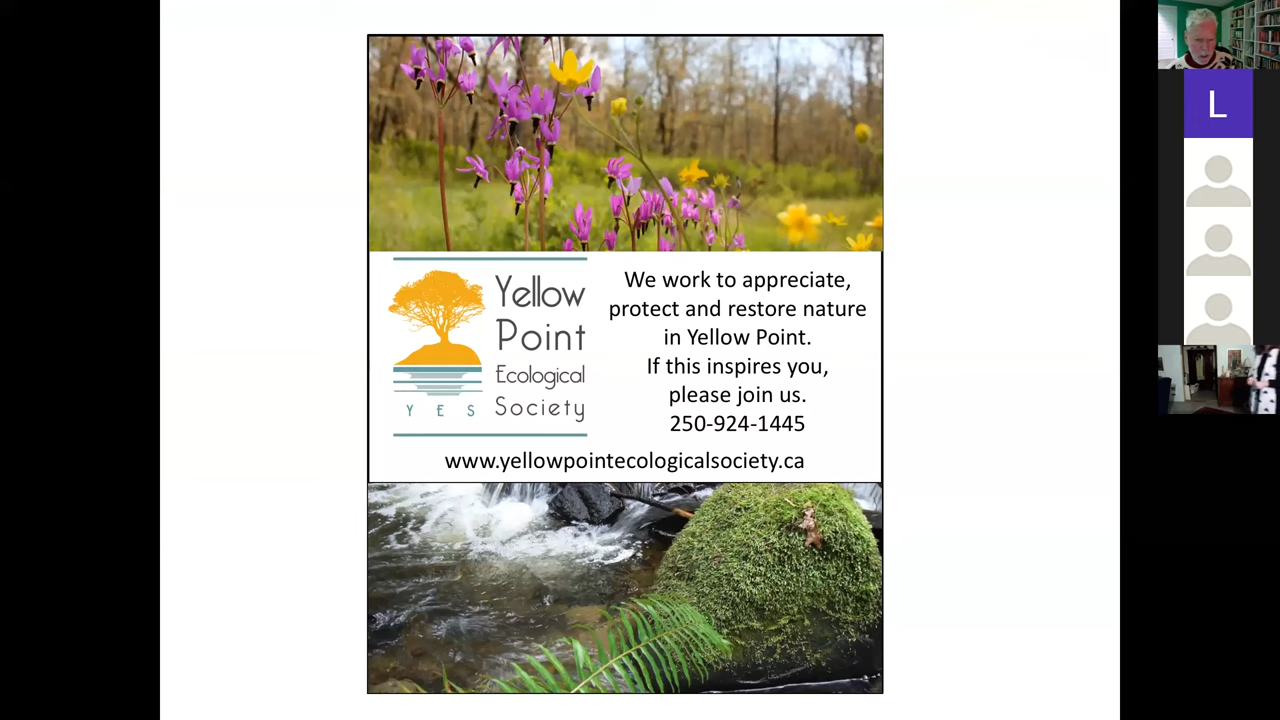 Yellow
Point
Ecological
Society
Y E S
We work to appreciate,
protect and restore nature
in Yellow Point.
If this inspires you,
please join us.
250-924-1445
www.yellowpointecologicalsociety.ca
L